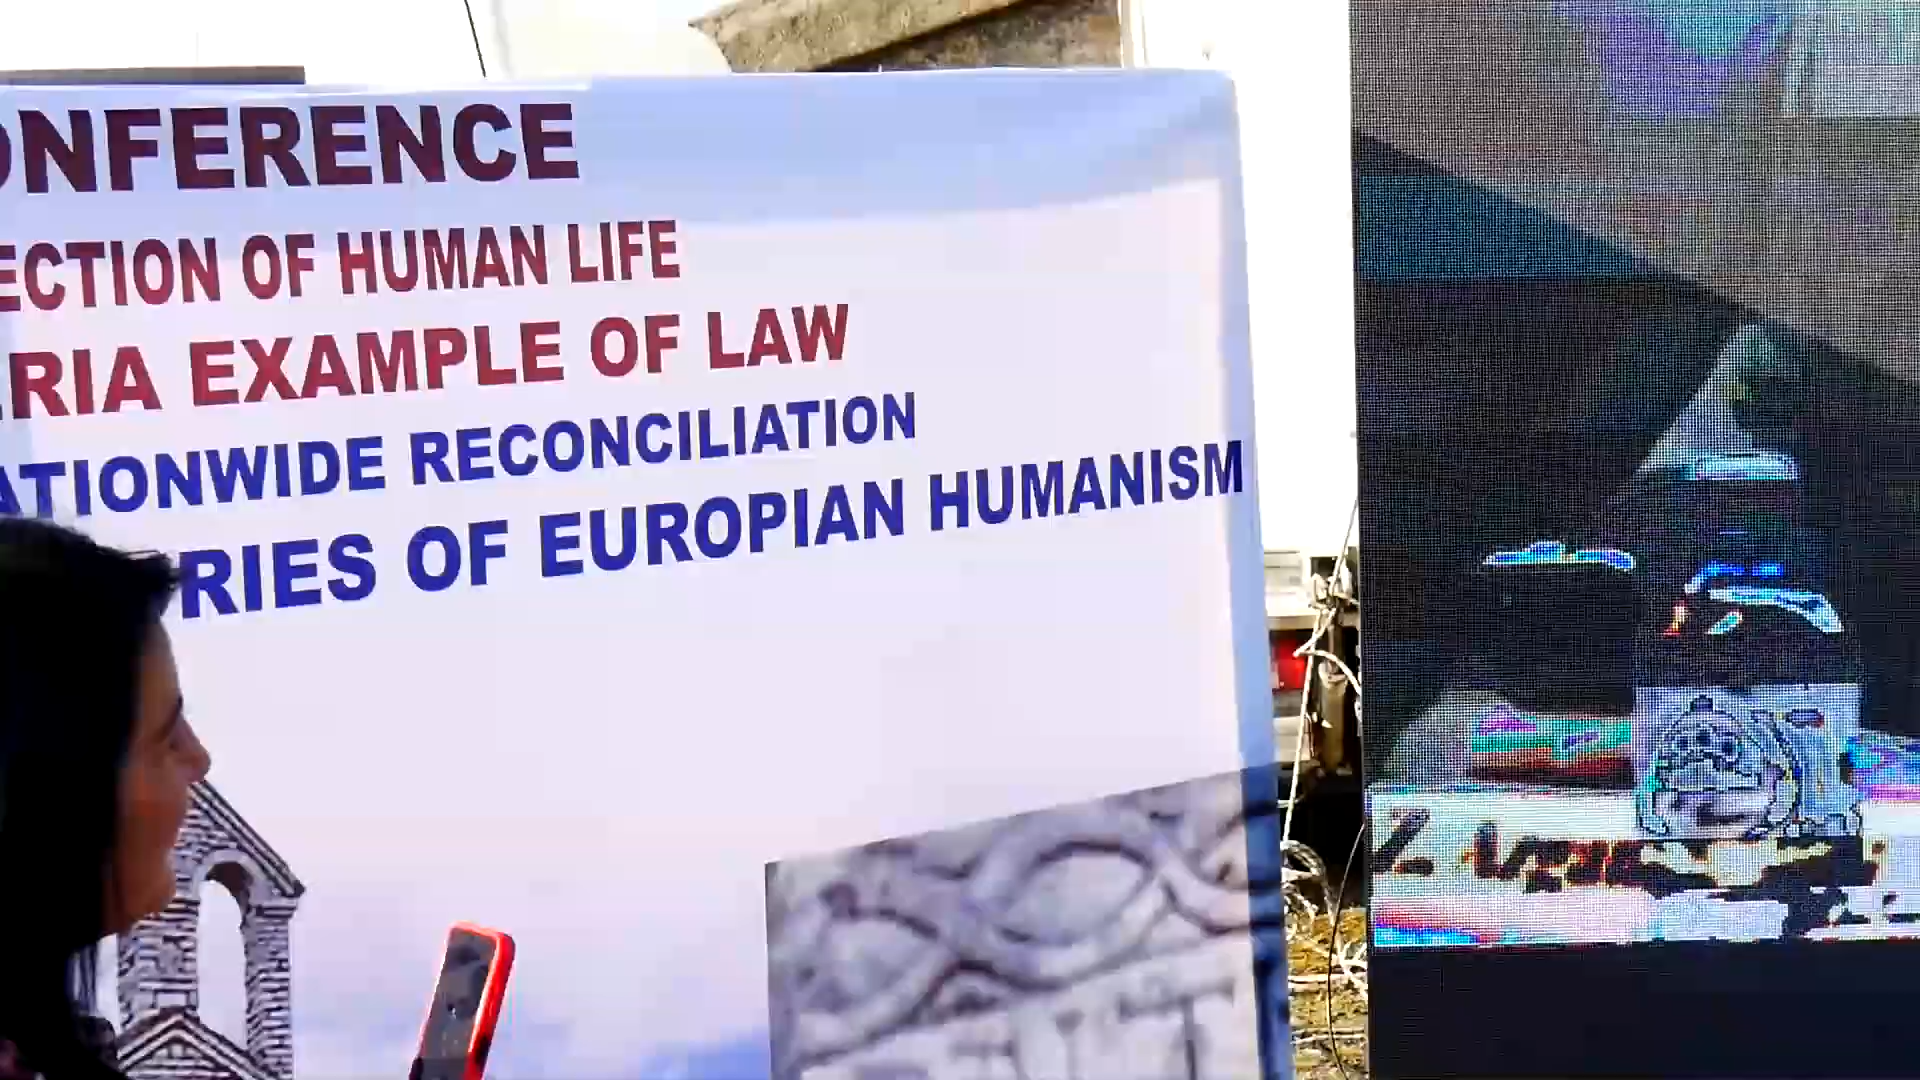 ONFERENCE
ECTION OF HUMAN LIFE
RIA EXAMPLE OF LAW
ATIONWIDE RECONCILIATION
RIES OF EUROPIAN HUMANISM